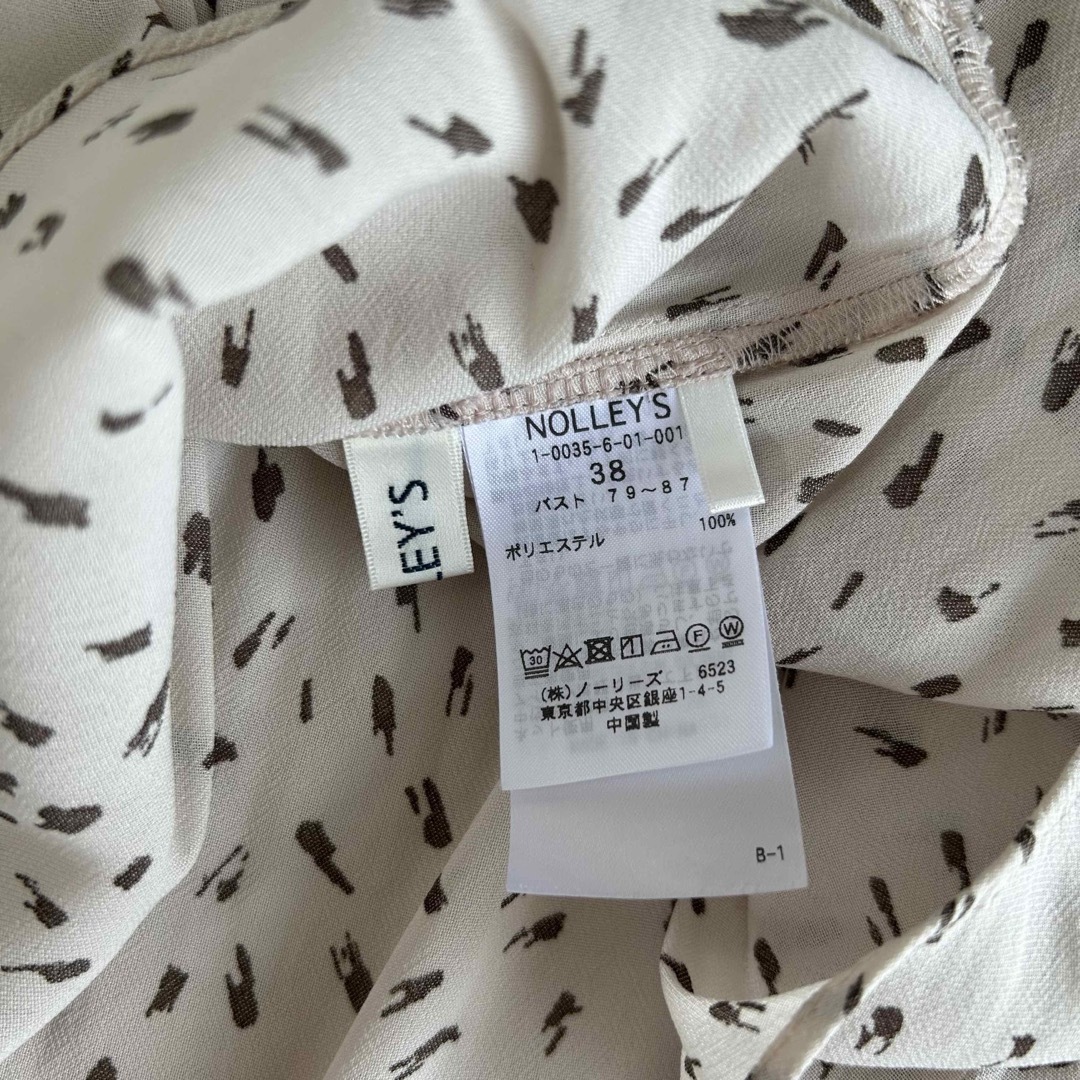 NOLLEY'S
1-0035-6-01-001
38
バスト 79~87
100%
ポリエステル
30 F W
(株)ノーリーズ 6523
東京都中央区銀座1-4-5
中国製
B-1
LEY'S